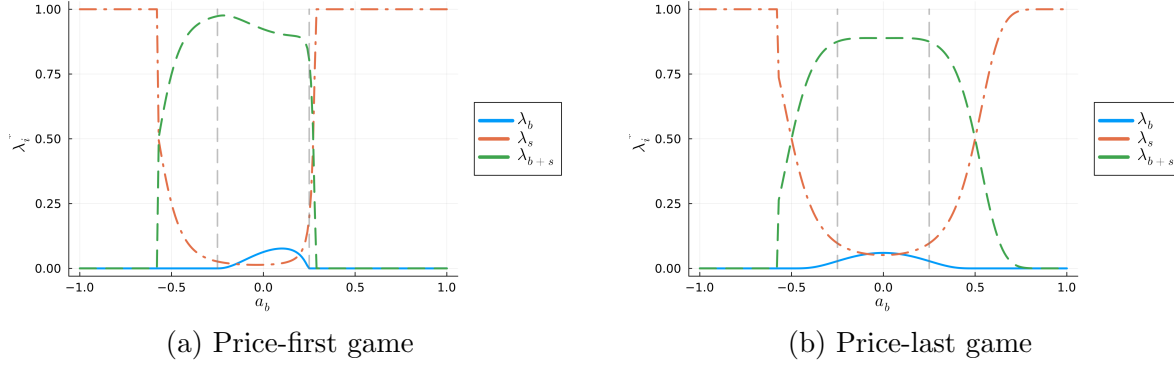 1.00
0.75
0.50
0.25
0.00
λ_i
−1.0 −0.5 0.0 0.5 1.0
a_b
λ_b
λ_s
λ_{b+s}
(a) Price-first game
1.00
0.75
0.50
0.25
0.00
λ_i
−1.0 −0.5 0.0 0.5 1.0
a_b
λ_b
λ_s
λ_{b+s}
(b) Price-last game